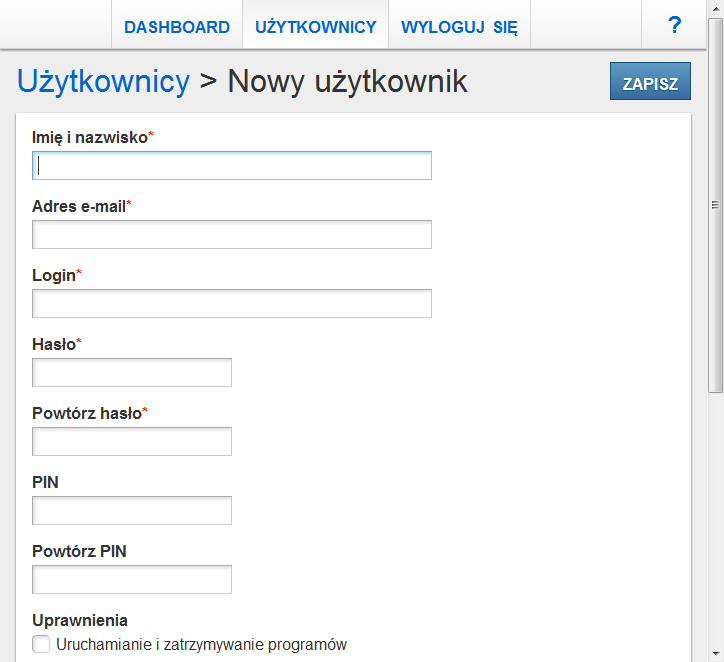 DASHBOARD UŻYTKOWNICY WYLOGUJ SIĘ ?
Użytkownicy > Nowy użytkownik ZAPISZ
Imię i nazwisko*
Adres e-mail*
Login*
Hasło*
Powtórz hasło*
PIN
Powtórz PIN
Uprawnienia
Uruchamianie i zatrzymywanie programów